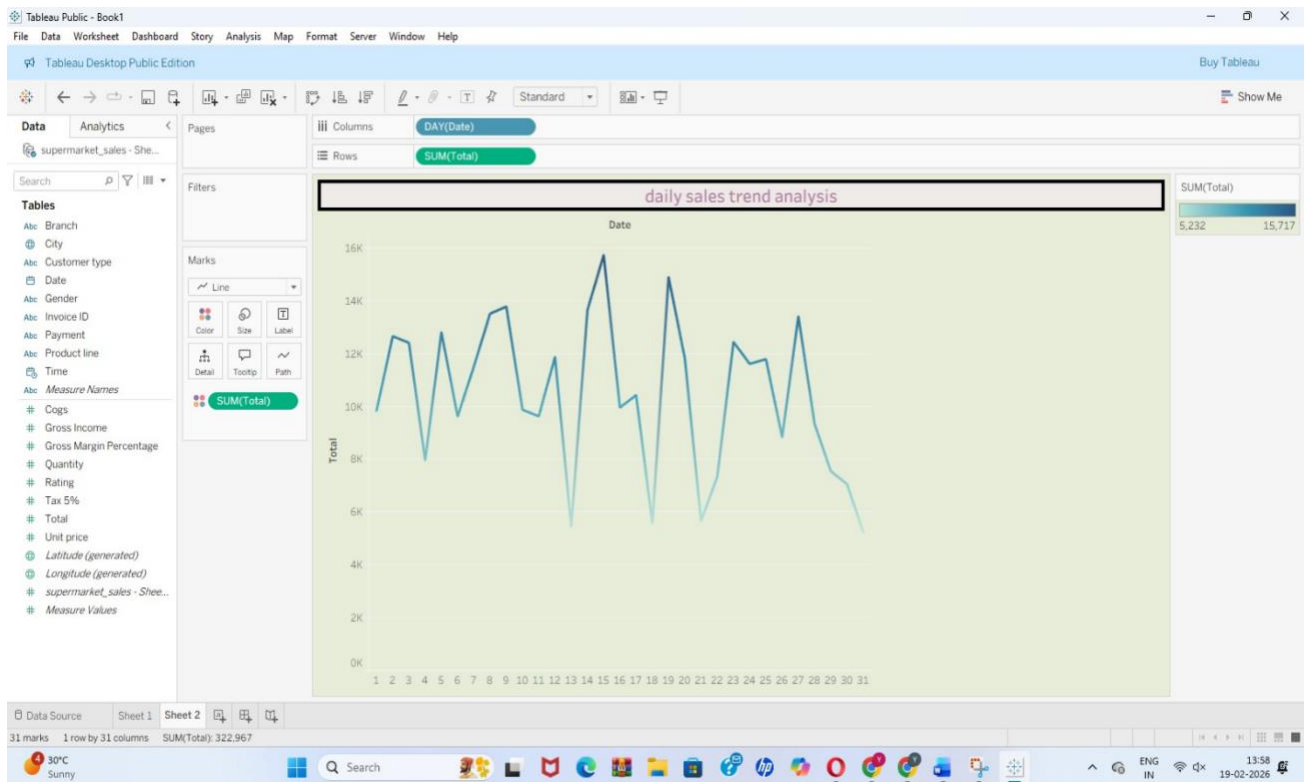 Tableau Public - Book1
File Data Worksheet Dashboard Story Analysis Map Format Server Window Help
Tableau Desktop Public Edition
Buy Tableau
Standard
Show Me
Data Analytics
supermarket_sales - She...
Search
Tables
Abc Branch
City
Abc Customer type
Date
Abc Gender
Abc Invoice ID
Abc Payment
Abc Product line
Time
Abc Measure Names
# Cogs
# Gross Income
# Gross Margin Percentage
# Quantity
# Rating
# Tax 5%
# Total
# Unit price
Latitude (generated)
Longitude (generated)
# supermarket_sales - Shee...
# Measure Values
Pages
Filters
Marks
Line
Color Size Label
Detail Tooltip Path
SUM(Total)
Columns DAY(Date)
Rows SUM(Total)
daily sales trend analysis
Date
16K
14K
12K
10K
8K
6K
4K
2K
0K
Total
1 2 3 4 5 6 7 8 9 10 11 12 13 14 15 16 17 18 19 20 21 22 23 24 25 26 27 28 29 30 31
SUM(Total)
5,232 15,717
Data Source Sheet 1 Sheet 2
31 marks 1 row by 31 columns SUM(Total): 322,967
4
30°C
Sunny
Search
ENG
IN
13:58
19-02-2026